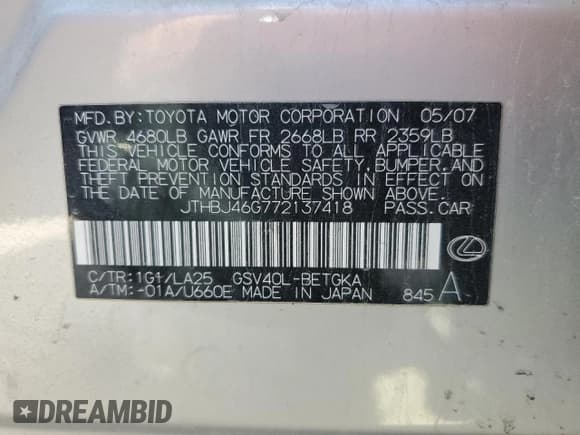 MFD. BY: TOYOTA MOTOR CORPORATION 05/07
GVWR 4680LB GAWR FR 2668LB RR 2359LB
THIS VEHICLE CONFORMS TO ALL APPLICABLE
FEDERAL MOTOR VEHICLE SAFETY, BUMPER, AND
THEFT PREVENTION STANDARDS IN EFFECT ON
THE DATE OF MANUFACTURE SHOWN ABOVE.
JTHBJ46G772137418 PASS. CAR
C/TR: 1G1/LA25 GSV40L-BETGKA
A/TM: -01A/U660E MADE IN JAPAN 845 A
DREAMBID